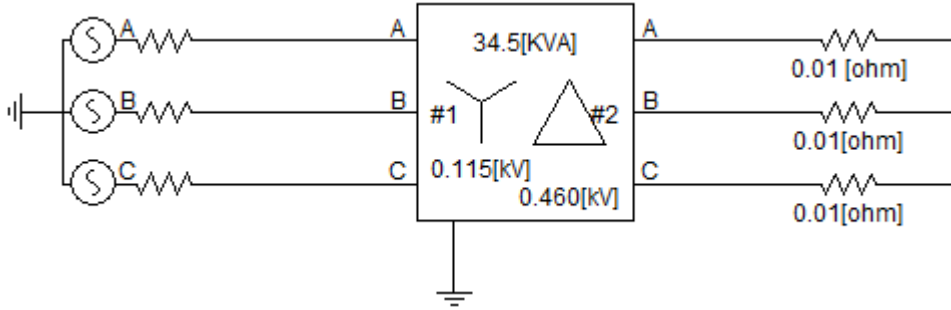 A A 34.5[KVA] A
0.01 [ohm]
B B #1 #2 B
0.01[ohm]
C C 0.115[kV] C
0.460[kV]
0.01[ohm]